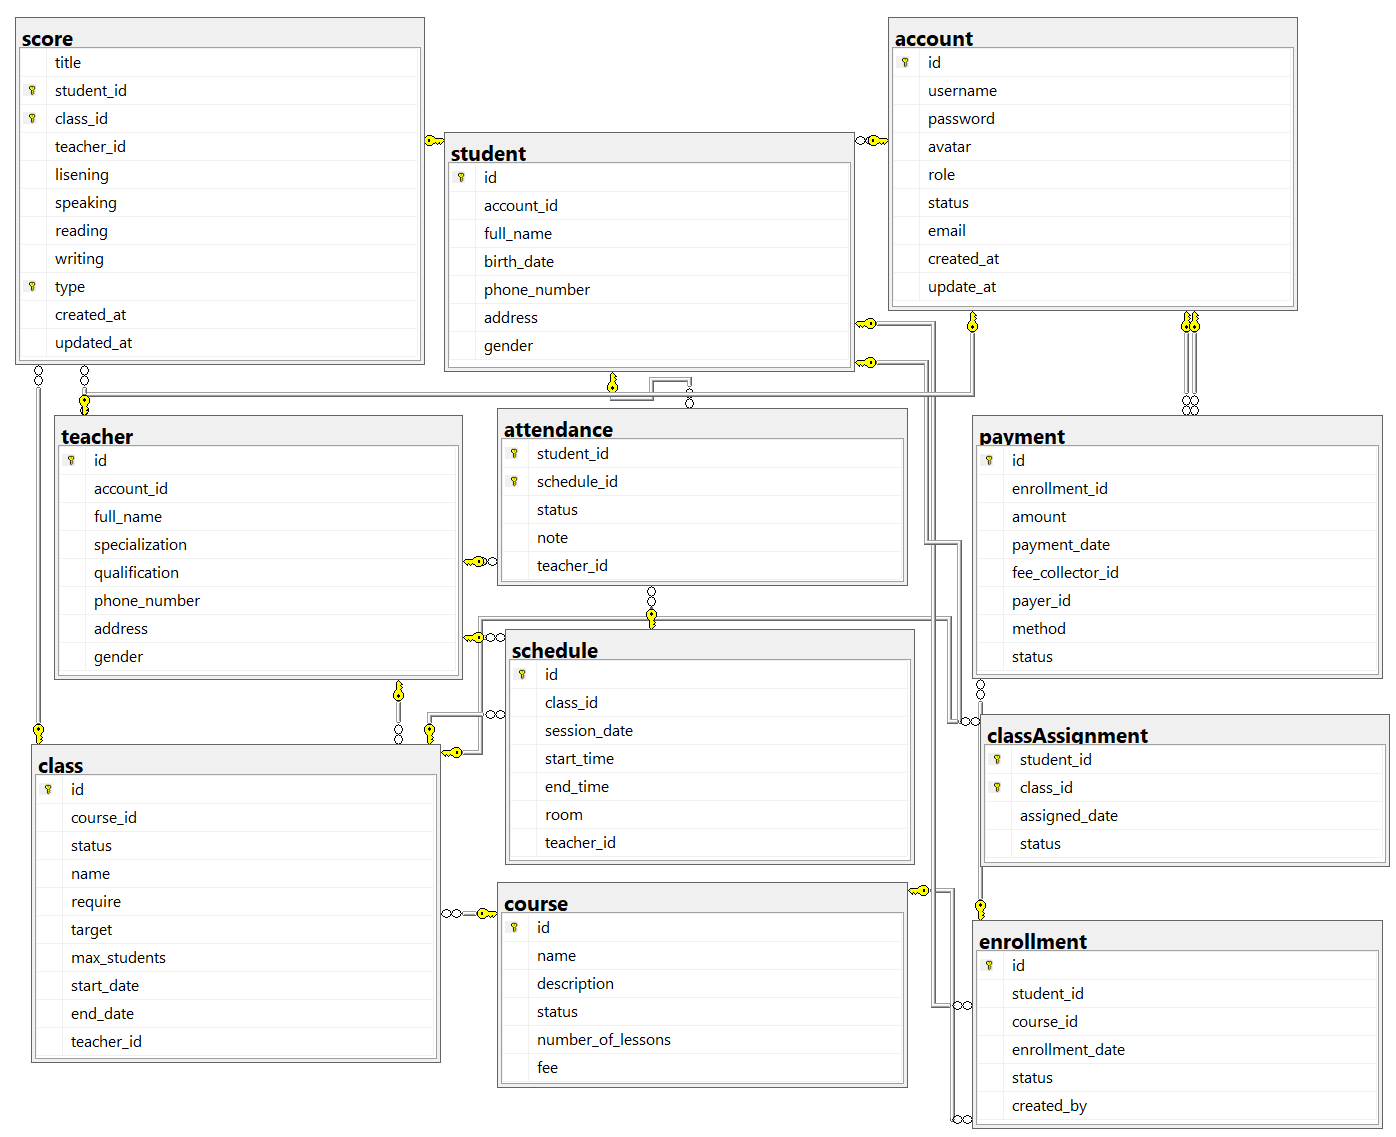 score
title
student_id
class_id
teacher_id
lisening
speaking
reading
writing
type
created_at
updated_at
student
id
account_id
full_name
birth_date
phone_number
address
gender
account
id
username
password
avatar
role
status
email
created_at
update_at
teacher
id
account_id
full_name
specialization
qualification
phone_number
address
gender
attendance
student_id
schedule_id
status
note
teacher_id
payment
id
enrollment_id
amount
payment_date
fee_collector_id
payer_id
method
status
schedule
id
class_id
session_date
start_time
end_time
room
teacher_id
classAssignment
student_id
class_id
assigned_date
status
class
id
course_id
status
name
require
target
max_students
start_date
end_date
teacher_id
course
id
name
description
status
number_of_lessons
fee
enrollment
id
student_id
course_id
enrollment_date
status
created_by